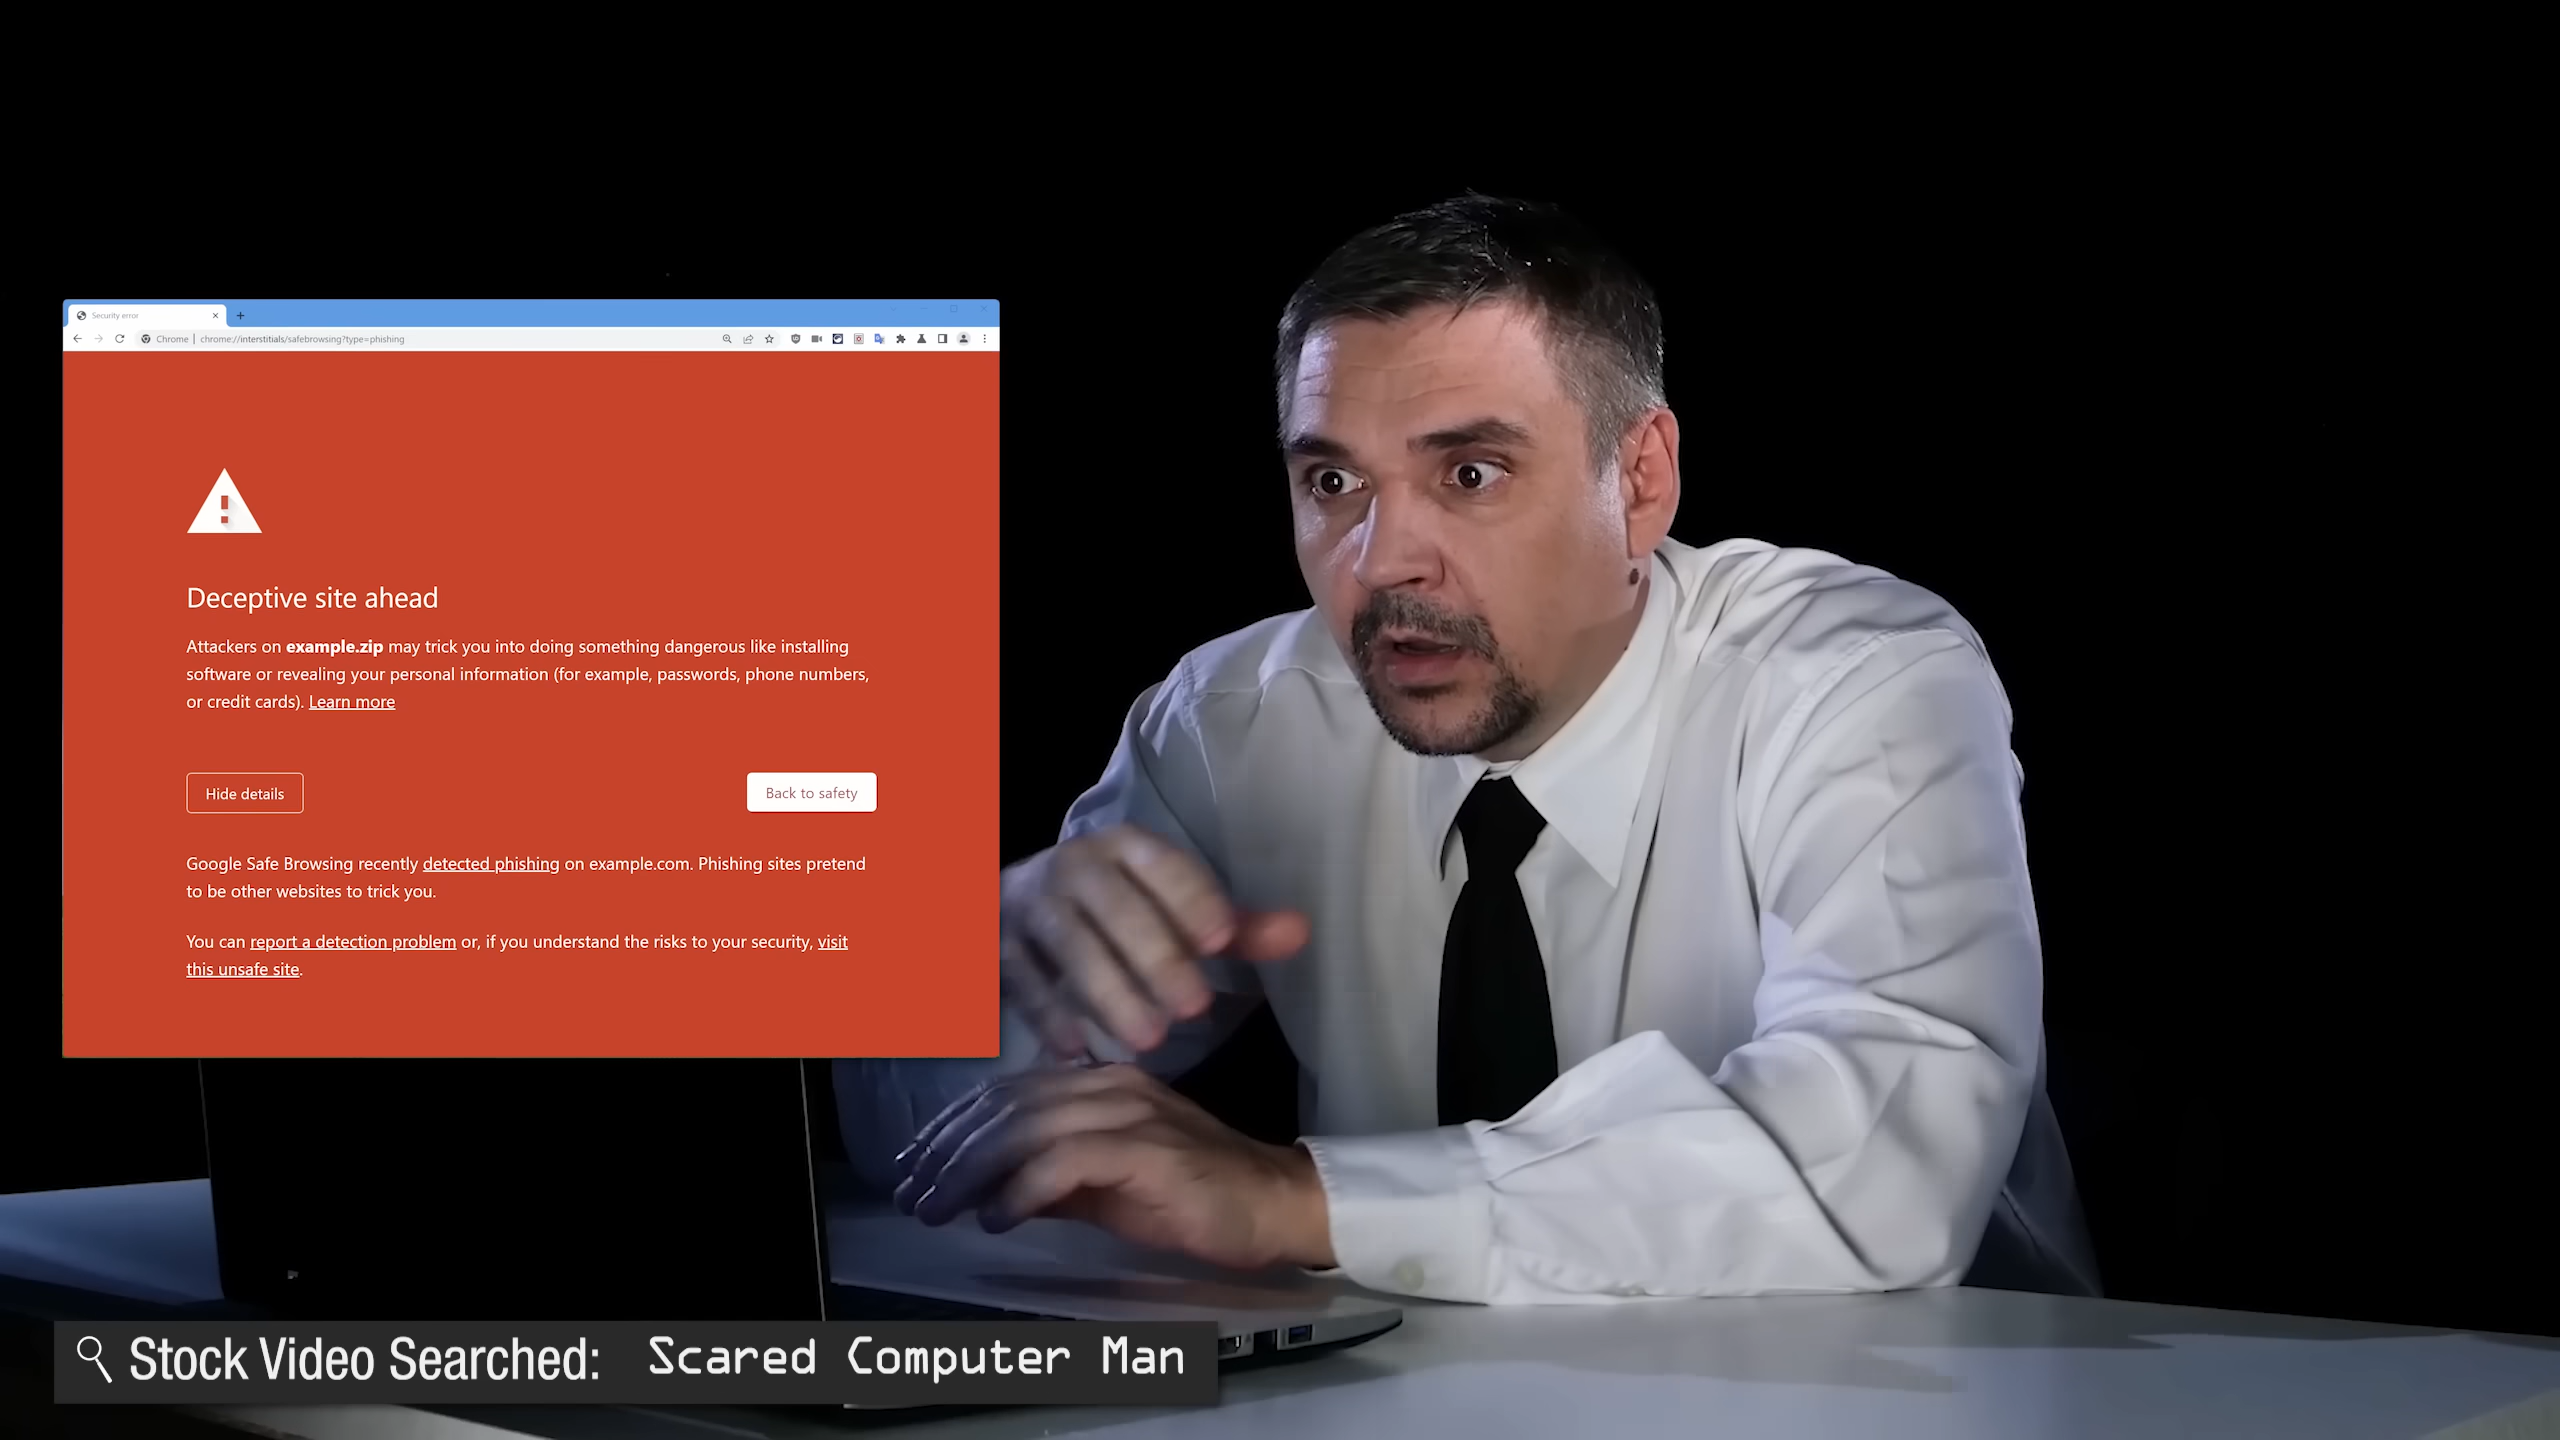 Security error
Chrome | chrome://interstitials/safebrowsing?type=phishing
Deceptive site ahead
Attackers on example.zip may trick you into doing something dangerous like installing
software or revealing your personal information (for example, passwords, phone numbers,
or credit cards). Learn more
Hide details
Back to safety
Google Safe Browsing recently detected phishing on example.com. Phishing sites pretend
to be other websites to trick you.
You can report a detection problem or, if you understand the risks to your security, visit
this unsafe site.
Stock Video Searched: Scared Computer Man